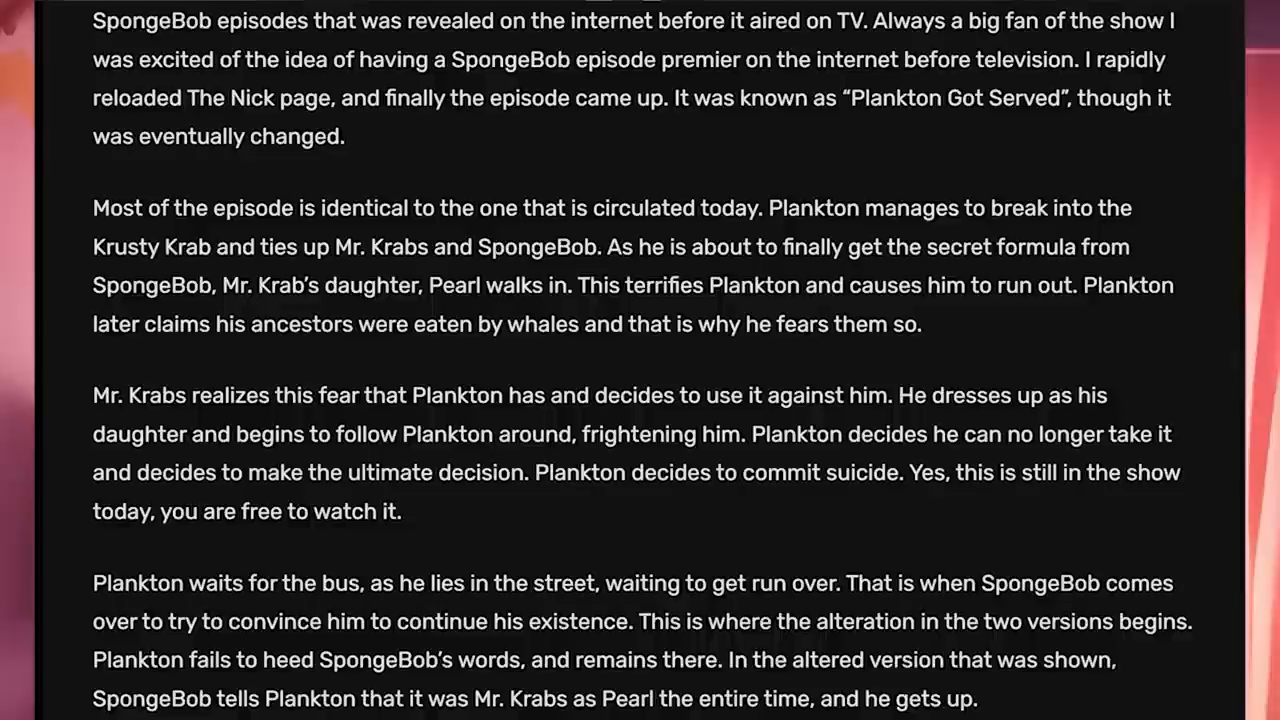 SpongeBob episodes that was revealed on the internet before it aired on TV. Always a big fan of the show I
was excited of the idea of having a SpongeBob episode premier on the internet before television. I rapidly
reloaded The Nick page, and finally the episode came up. It was known as “Plankton Got Served”, though it
was eventually changed.
Most of the episode is identical to the one that is circulated today. Plankton manages to break into the
Krusty Krab and ties up Mr. Krabs and SpongeBob. As he is about to finally get the secret formula from
SpongeBob, Mr. Krab’s daughter, Pearl walks in. This terrifies Plankton and causes him to run out. Plankton
later claims his ancestors were eaten by whales and that is why he fears them so.
Mr. Krabs realizes this fear that Plankton has and decides to use it against him. He dresses up as his
daughter and begins to follow Plankton around, frightening him. Plankton decides he can no longer take it
and decides to make the ultimate decision. Plankton decides to commit suicide. Yes, this is still in the show
today, you are free to watch it.
Plankton waits for the bus, as he lies in the street, waiting to get run over. That is when SpongeBob comes
over to try to convince him to continue his existence. This is where the alteration in the two versions begins.
Plankton fails to heed SpongeBob’s words, and remains there. In the altered version that was shown,
SpongeBob tells Plankton that it was Mr. Krabs as Pearl the entire time, and he gets up.